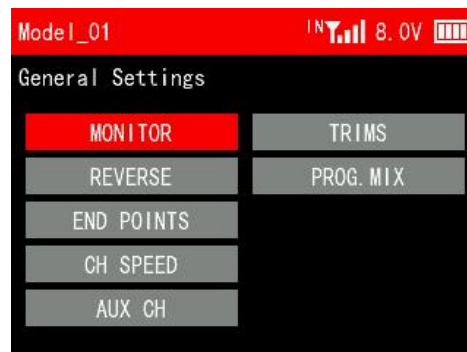 Model_01 IN 8.0V
General Settings
MONITOR TRIMS
REVERSE PROG.MIX
END POINTS
CH SPEED
AUX CH